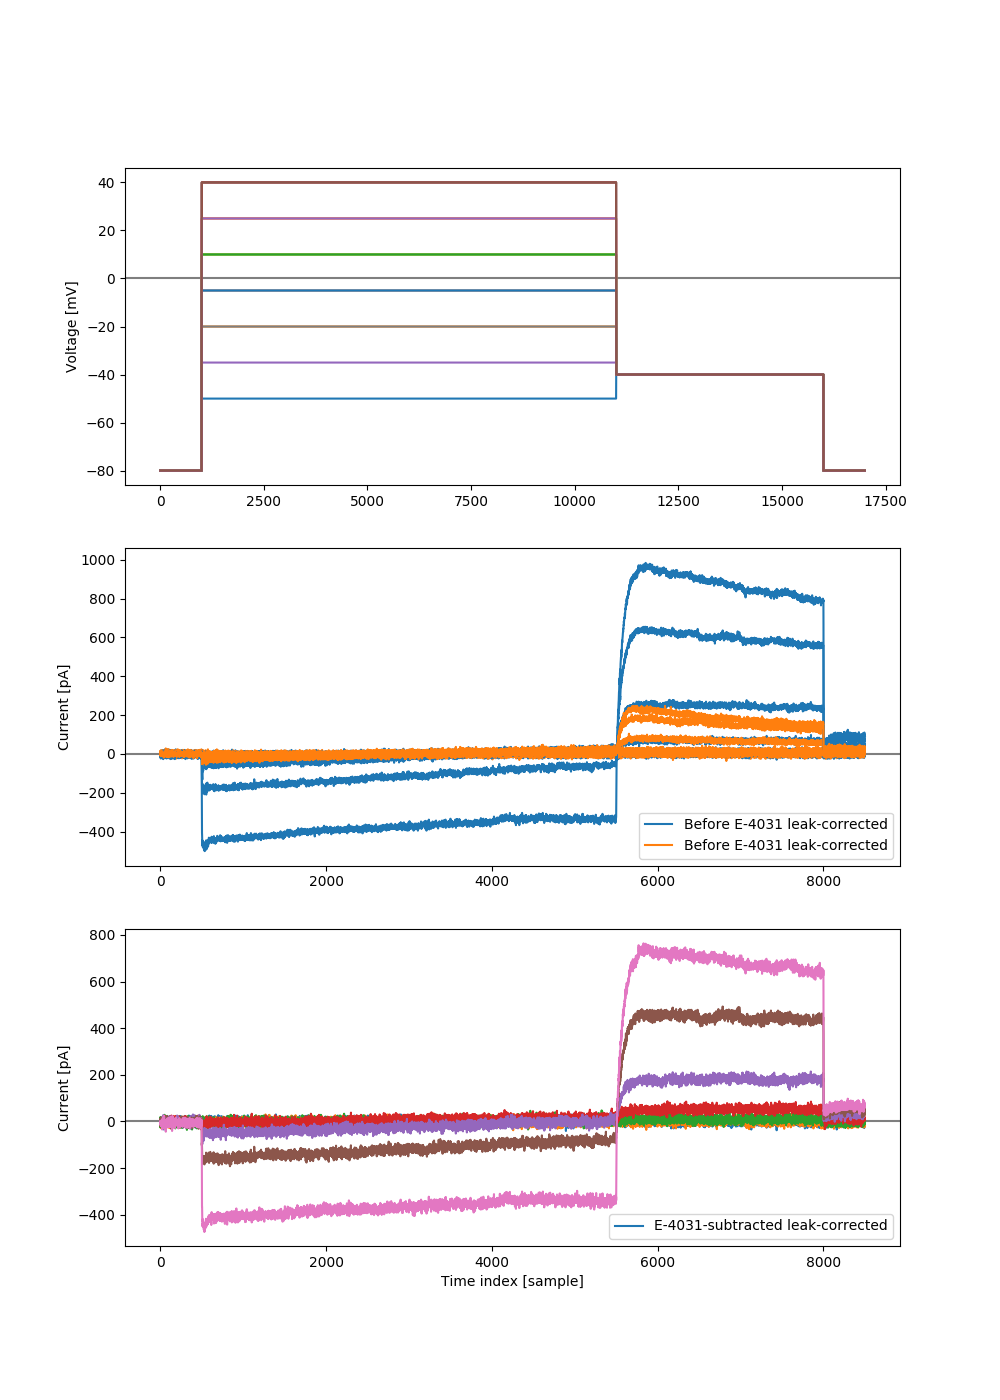 Voltage [mV]
40
20
0
−20
−40
−60
−80
0 2500 5000 7500 10000 12500 15000 17500
Current [pA]
1000
800
600
400
200
0
−200
−400
Before E-4031 leak-corrected
Before E-4031 leak-corrected
0 2000 4000 6000 8000
Current [pA]
800
600
400
200
0
−200
−400
E-4031-subtracted leak-corrected
0 2000 4000 6000 8000
Time index [sample]